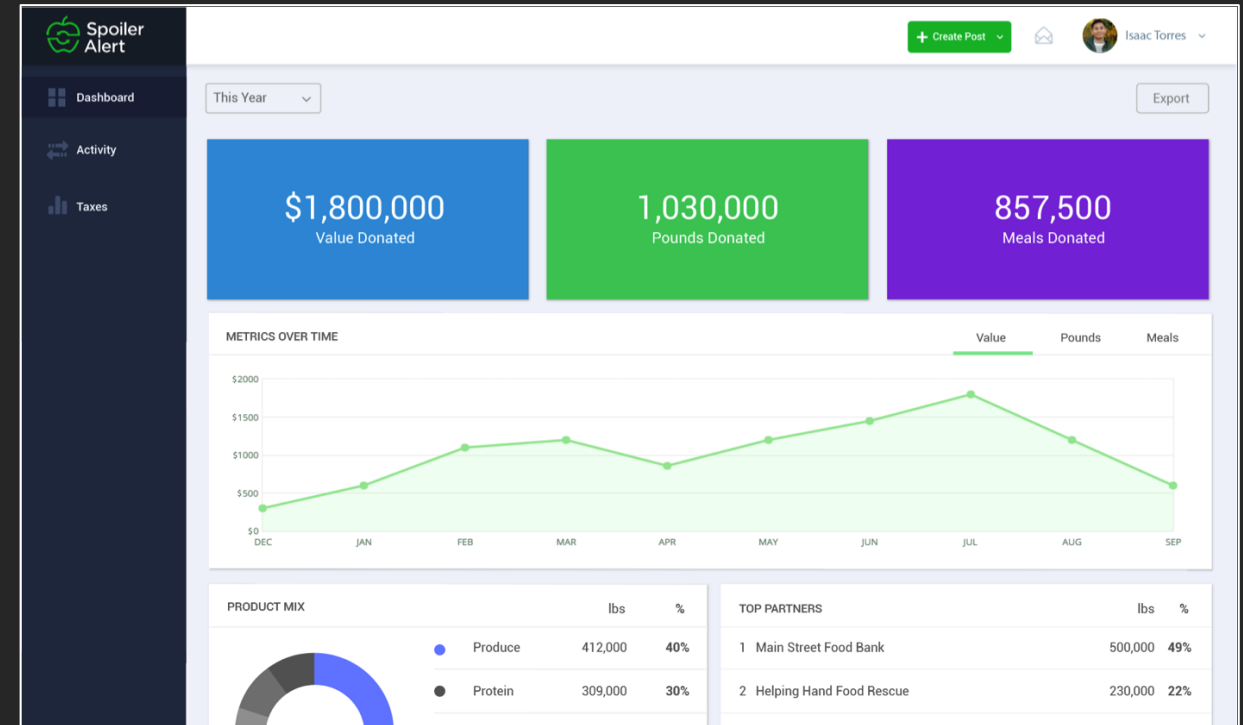 Spoiler
Alert
Create Post
Isaac Torres
Dashboard
Activity
Taxes
This Year
Export
$1,800,000
Value Donated
1,030,000
Pounds Donated
857,500
Meals Donated
METRICS OVER TIME
Value Pounds Meals
$2000
$1500
$1000
$500
$0
DEC JAN FEB MAR APR MAY JUN JUL AUG SEP
PRODUCT MIX lbs %
Produce 412,000 40%
Protein 309,000 30%
TOP PARTNERS lbs %
1 Main Street Food Bank 500,000 49%
2 Helping Hand Food Rescue 230,000 22%